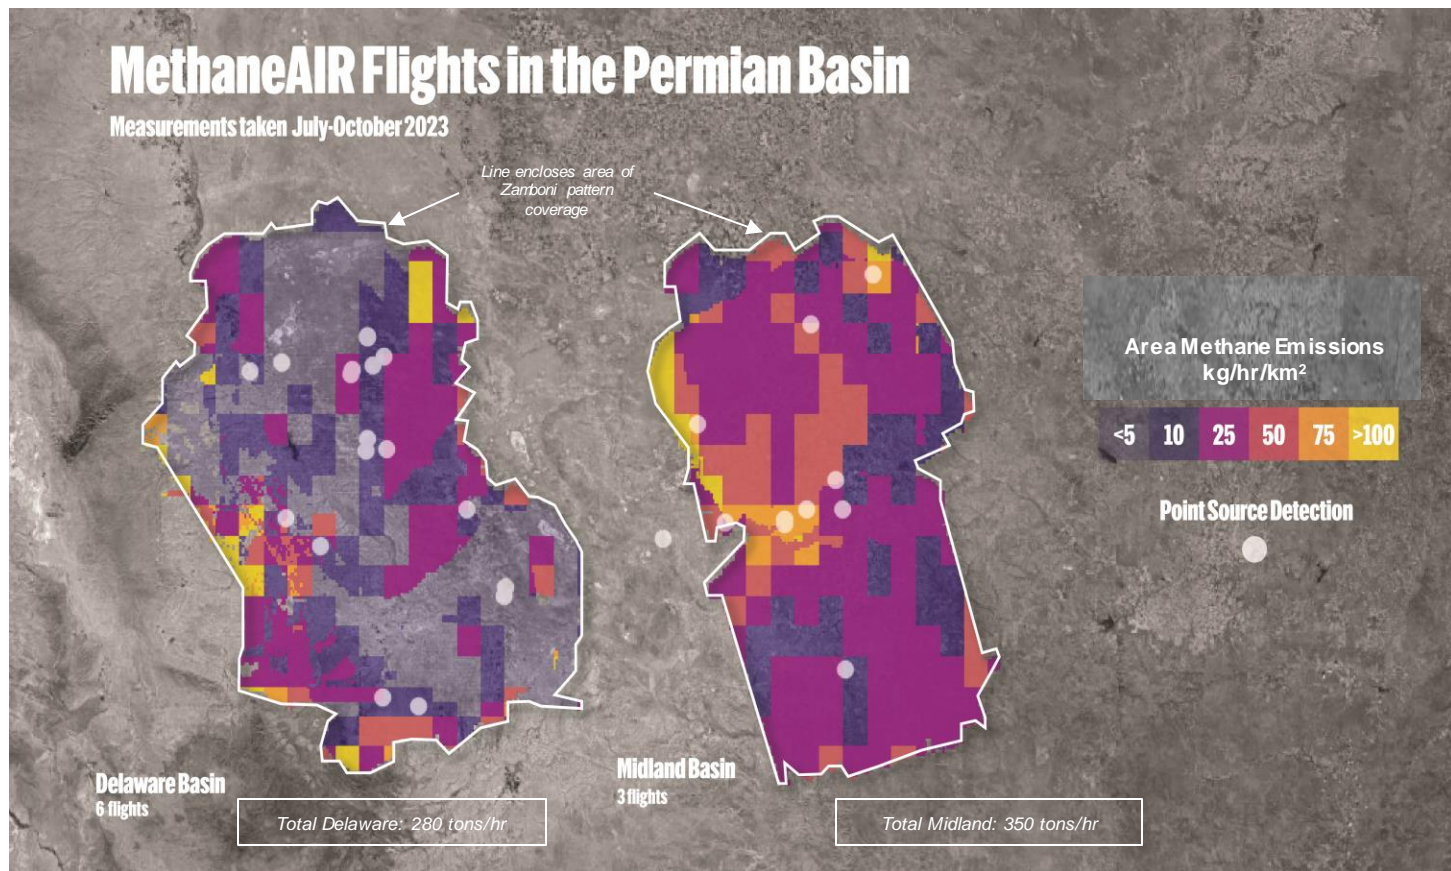 MethaneAIR Flights in the Permian Basin
Measurements taken July-October 2023
Line encloses area of
Zamboni pattern
coverage
Area Methane Emissions
kg/hr/km²
<5 10 25 50 75 >100
Point Source Detection
Delaware Basin
6 flights
Total Delaware: 280 tons/hr
Midland Basin
3 flights
Total Midland: 350 tons/hr